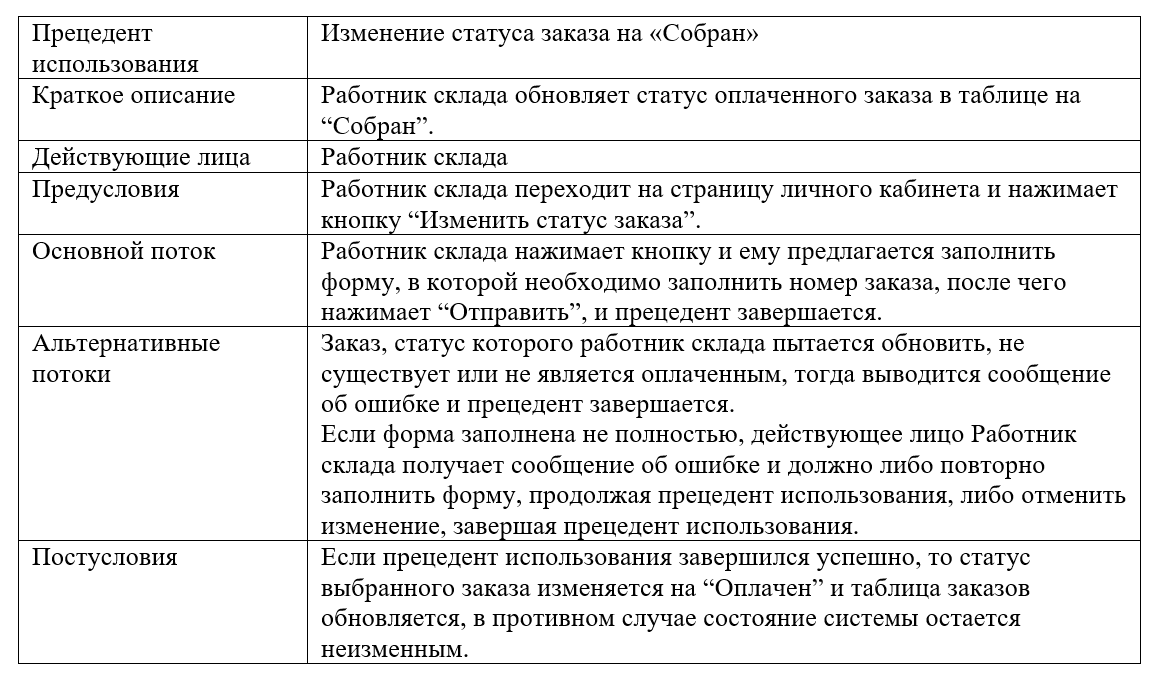 Прецедент
использования
Изменение статуса заказа на «Собран»
Краткое описание
Работник склада обновляет статус оплаченного заказа в таблице на
“Собран”.
Действующие лица
Работник склада
Предусловия
Работник склада переходит на страницу личного кабинета и нажимает
кнопку “Изменить статус заказа”.
Основной поток
Работник склада нажимает кнопку и ему предлагается заполнить
форму, в которой необходимо заполнить номер заказа, после чего
нажимает “Отправить”, и прецедент завершается.
Альтернативные
потоки
Заказ, статус которого работник склада пытается обновить, не
существует или не является оплаченным, тогда выводится сообщение
об ошибке и прецедент завершается.
Если форма заполнена не полностью, действующее лицо Работник
склада получает сообщение об ошибке и должно либо повторно
заполнить форму, продолжая прецедент использования, либо отменить
изменение, завершая прецедент использования.
Постусловия
Если прецедент использования завершился успешно, то статус
выбранного заказа изменяется на “Оплачен” и таблица заказов
обновляется, в противном случае состояние системы остается
неизменным.